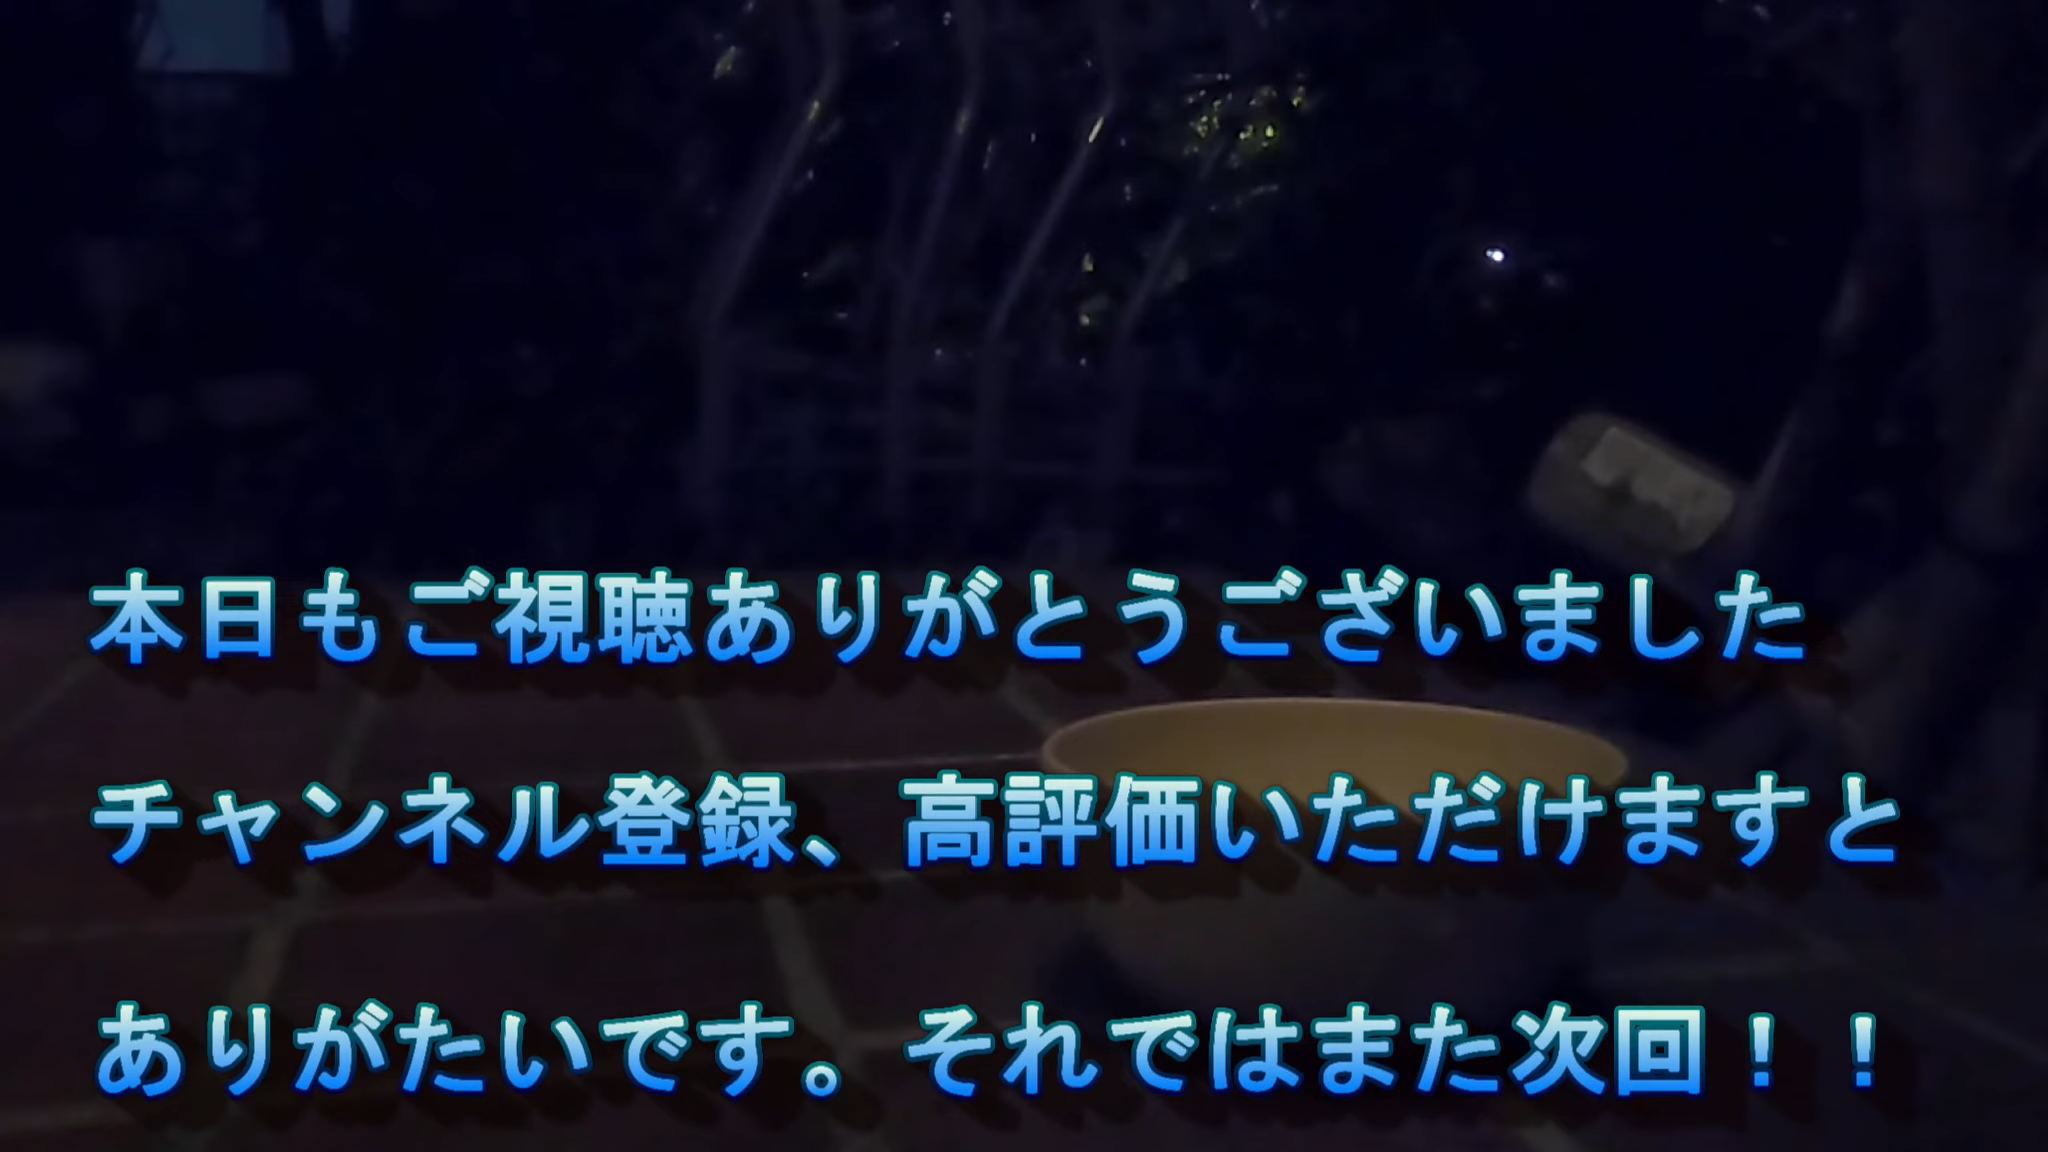 本日もご視聴ありがとうございました
チャンネル登録、高評価いただけますと
ありがたいです。それではまた次回！！